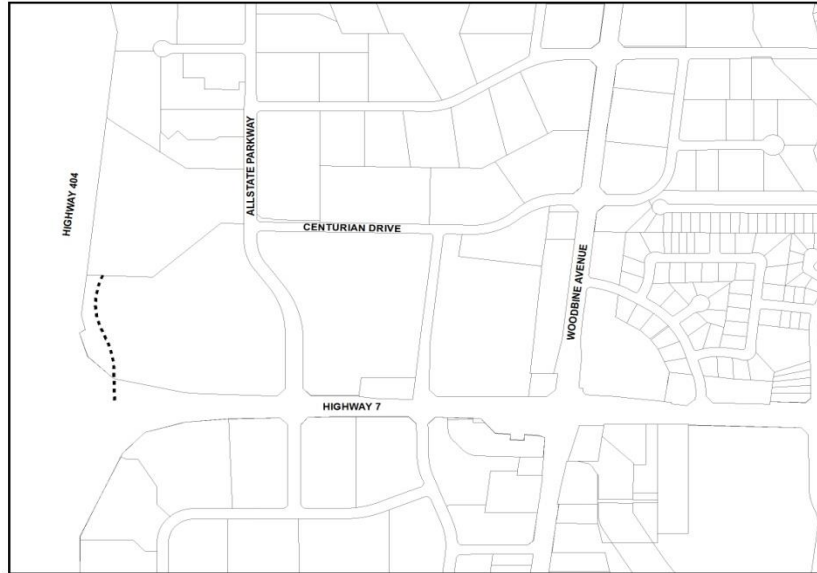 HIGHWAY 404
ALLSTATE PARKWAY
CENTURIAN DRIVE
WOODBINE AVENUE
HIGHWAY 7